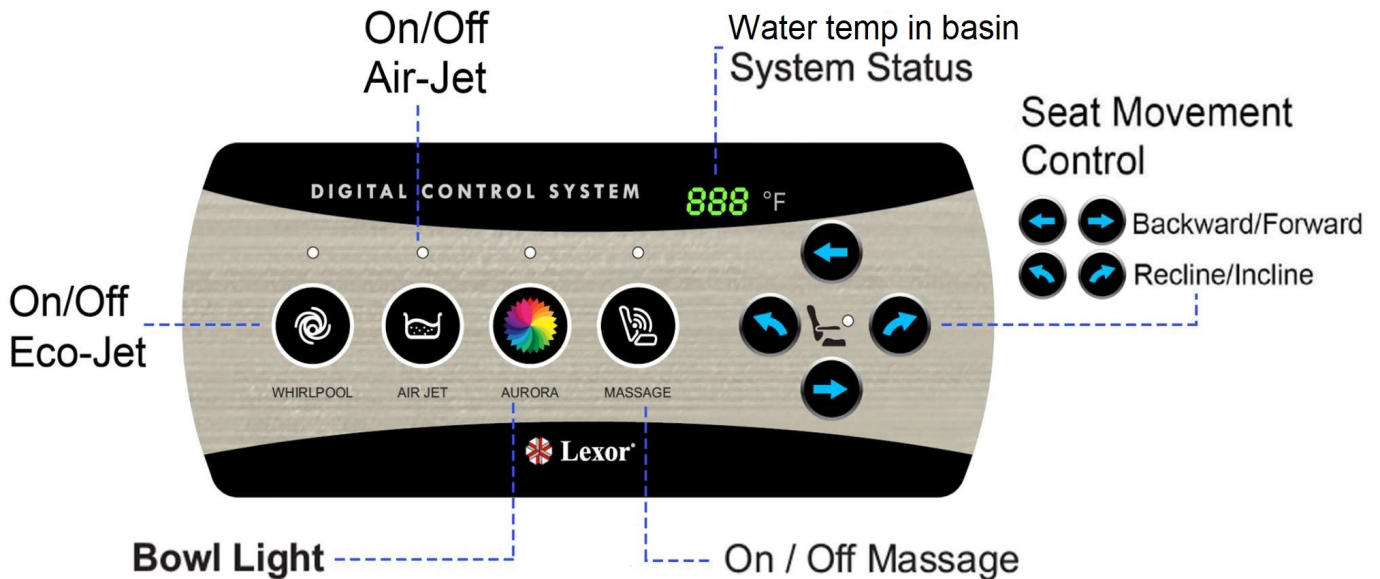 On/Off
Air-Jet
Water temp in basin
System Status
Seat Movement
Control
Backward/Forward
Recline/Incline
DIGITAL CONTROL SYSTEM
888 °F
On/Off
Eco-Jet
WHIRLPOOL
AIR JET
AURORA
MASSAGE
Lexor
Bowl Light
On / Off Massage